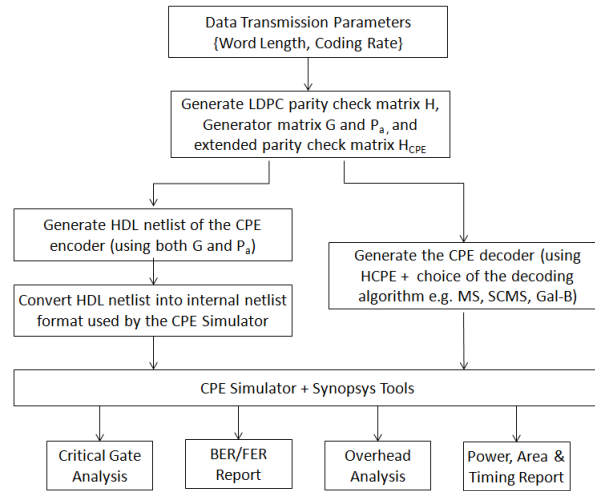 Data Transmission Parameters
{Word Length, Coding Rate}
Generate LDPC parity check matrix H,
Generator matrix G and Pa, and
extended parity check matrix HCPE
Generate HDL netlist of the CPE
encoder (using both G and Pa)
Generate the CPE decoder (using
HCPE + choice of the decoding
algorithm e.g. MS, SCMS, Gal-B)
Convert HDL netlist into internal netlist
format used by the CPE Simulator
CPE Simulator + Synopsys Tools
Critical Gate
Analysis
BER/FER
Report
Overhead
Analysis
Power, Area &
Timing Report